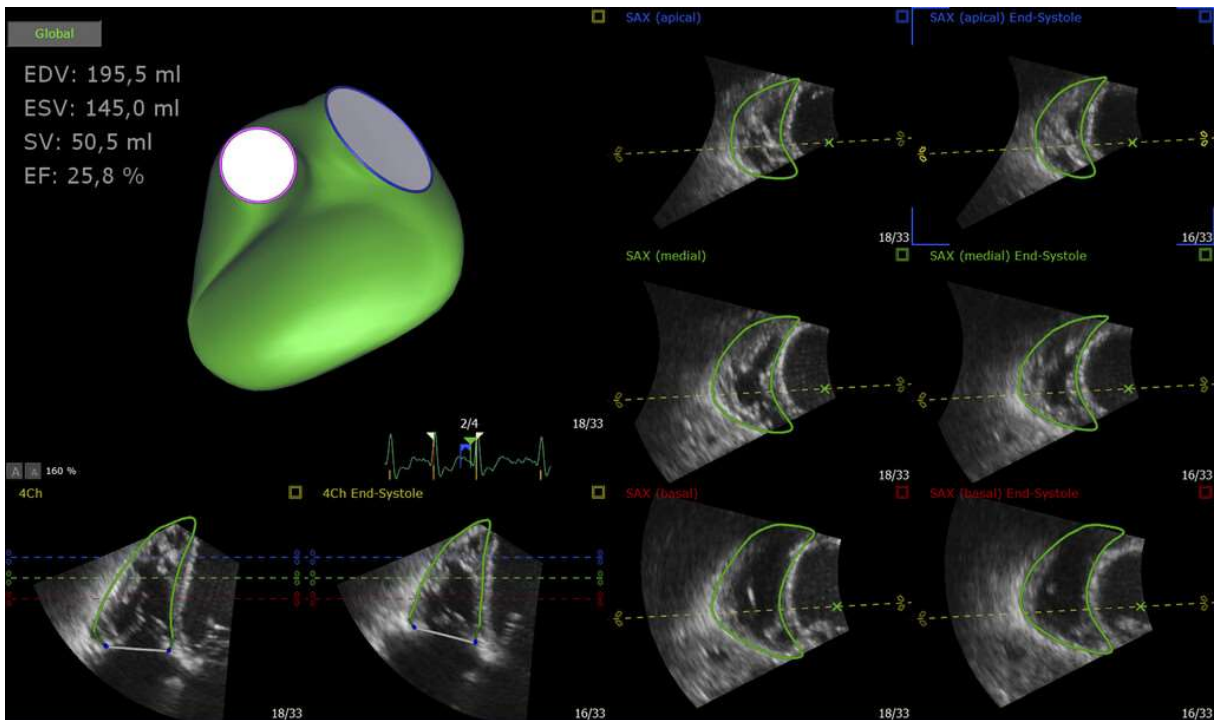 Global
EDV: 195,5 ml
ESV: 145,0 ml
SV: 50,5 ml
EF: 25,8 %
2/4
18/33
A A 160 %
SAX (apical)
18/33
SAX (apical) End-Systole
16/33
SAX (medial)
18/33
SAX (medial) End-Systole
16/33
4Ch
18/33
4Ch End-Systole
16/33
SAX (basal)
18/33
SAX (basal) End-Systole
16/33